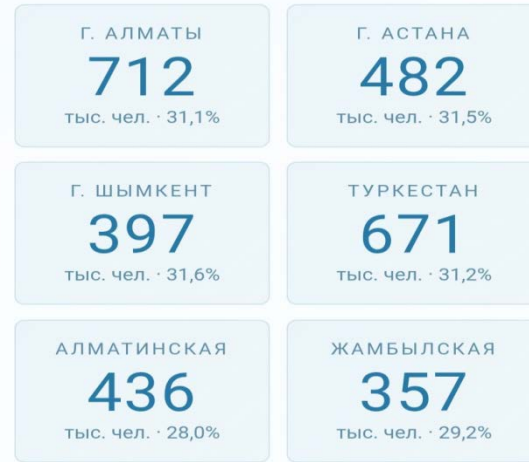 Г. АЛМАТЫ
712
тыс. чел. · 31,1%
Г. АСТАНА
482
тыс. чел. · 31,5%
Г. ШЫМКЕНТ
397
тыс. чел. · 31,6%
ТУРКЕСТАН
671
тыс. чел. · 31,2%
АЛМАТИНСКАЯ
436
тыс. чел. · 28,0%
ЖАМБЫЛСКАЯ
357
тыс. чел. · 29,2%